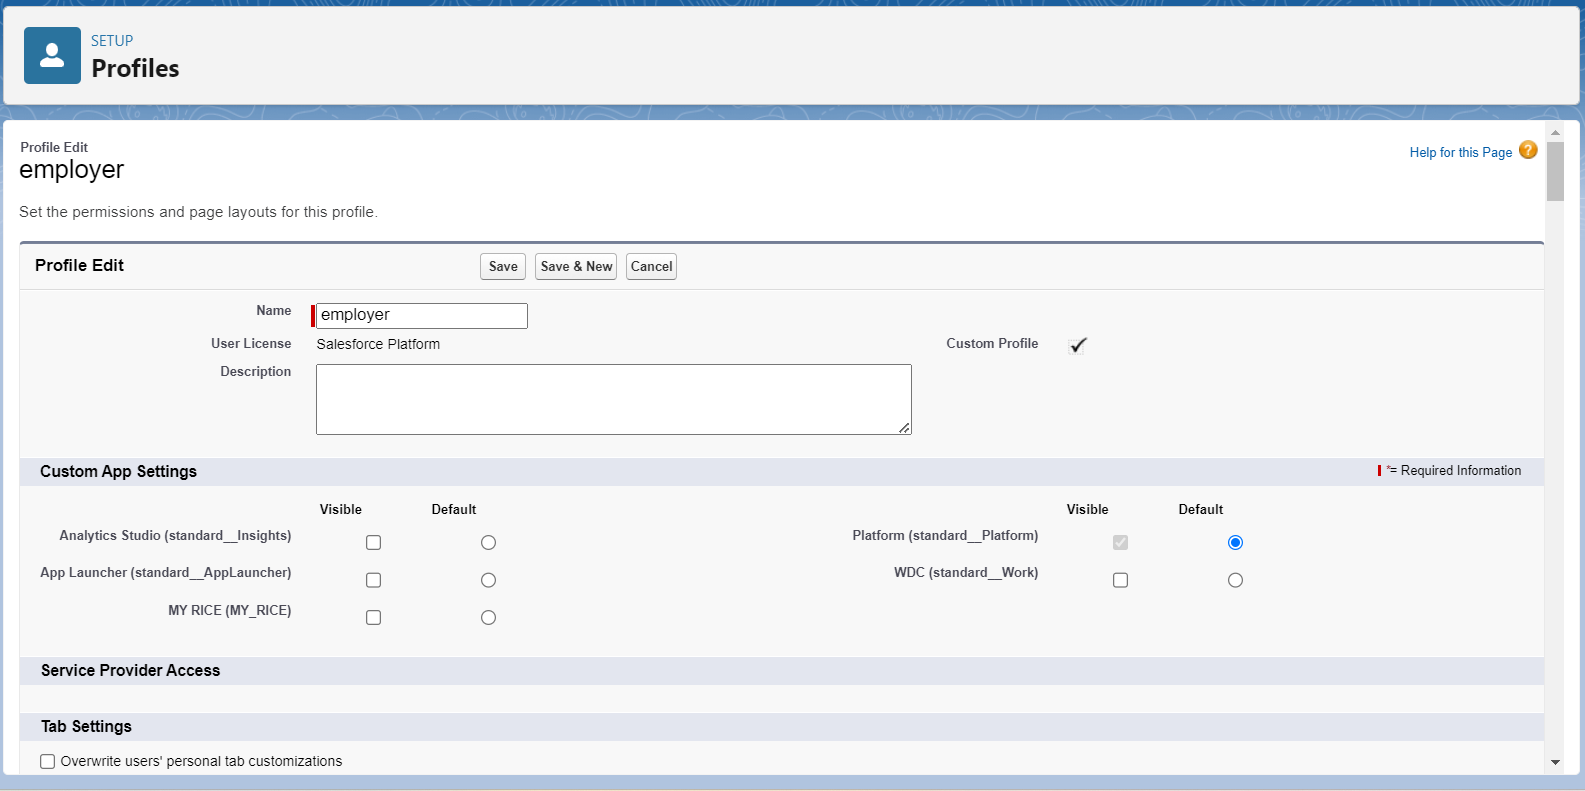 SETUP
Profiles
Profile Edit
employer
Help for this Page ?
Set the permissions and page layouts for this profile.
Profile Edit
Save
Save & New
Cancel
Name
employer
User License
Salesforce Platform
Custom Profile
Description
Custom App Settings
*= Required Information
Visible Default Visible Default
Analytics Studio (standard__Insights)
Platform (standard__Platform)
App Launcher (standard__AppLauncher)
WDC (standard__Work)
MY RICE (MY_RICE)
Service Provider Access
Tab Settings
Overwrite users' personal tab customizations